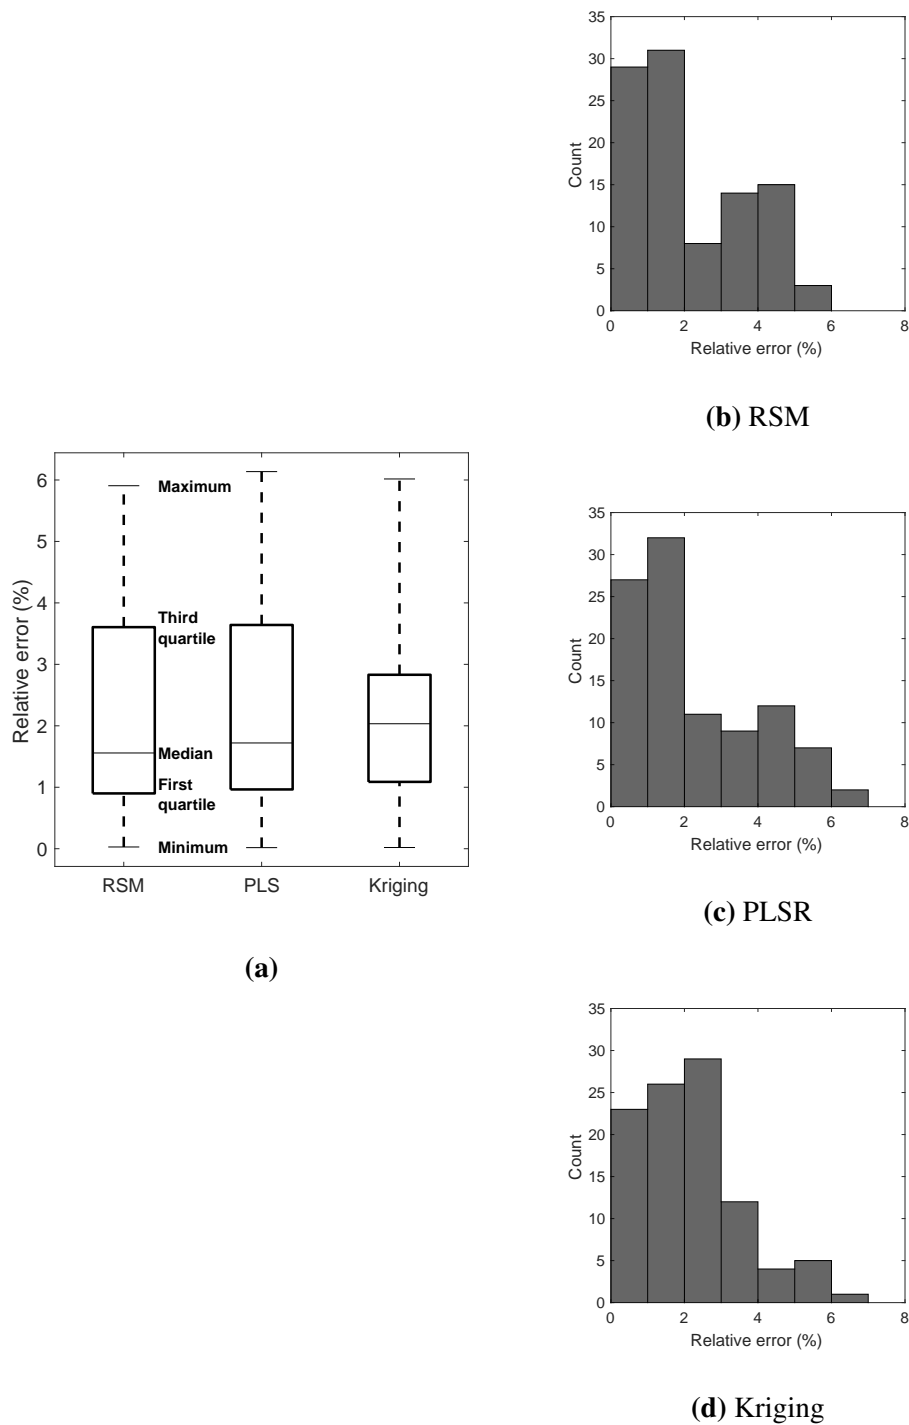 35
30
25
20
15
10
5
0
Count
0 2 4 6 8
Relative error (%)
(b) RSM
6
5
4
3
2
1
0
Relative error (%)
Maximum
Third
quartile
Median
First
quartile
Minimum
RSM PLS Kriging
(a)
35
30
25
20
15
10
5
0
Count
0 2 4 6 8
Relative error (%)
(c) PLSR
35
30
25
20
15
10
5
0
Count
0 2 4 6 8
Relative error (%)
(d) Kriging